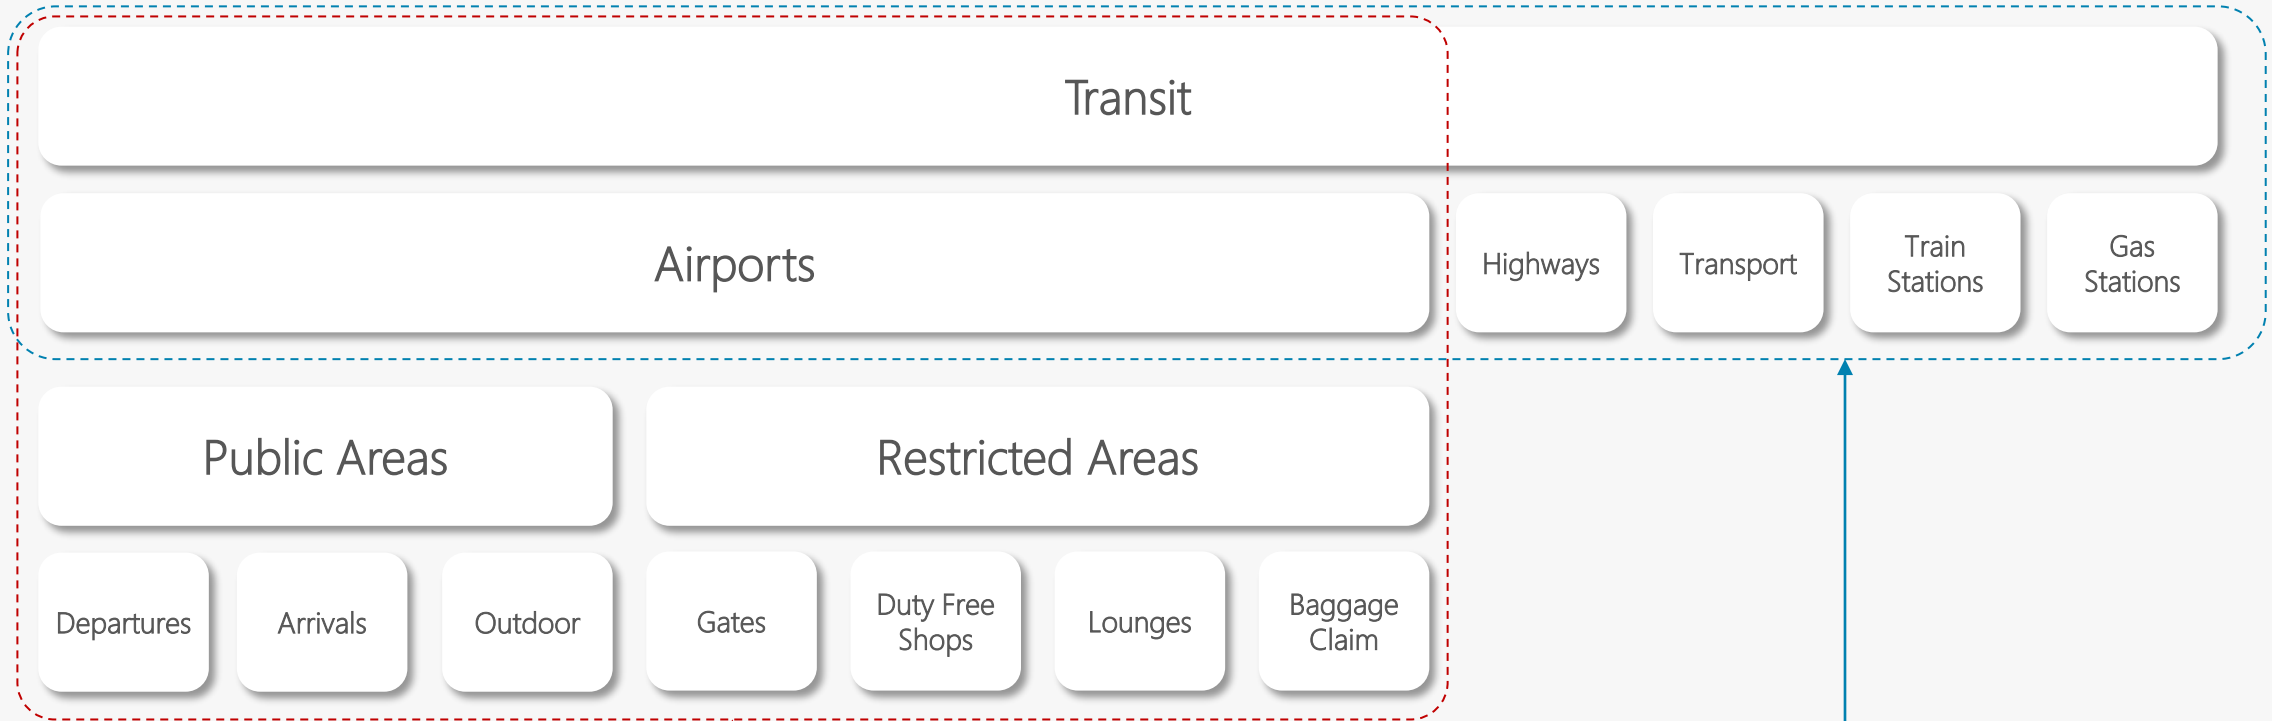 Transit
Airports
Highways
Transport
Train
Stations
Gas
Stations
Public Areas
Restricted Areas
Departures
Arrivals
Outdoor
Gates
Duty Free
Shops
Lounges
Baggage
Claim